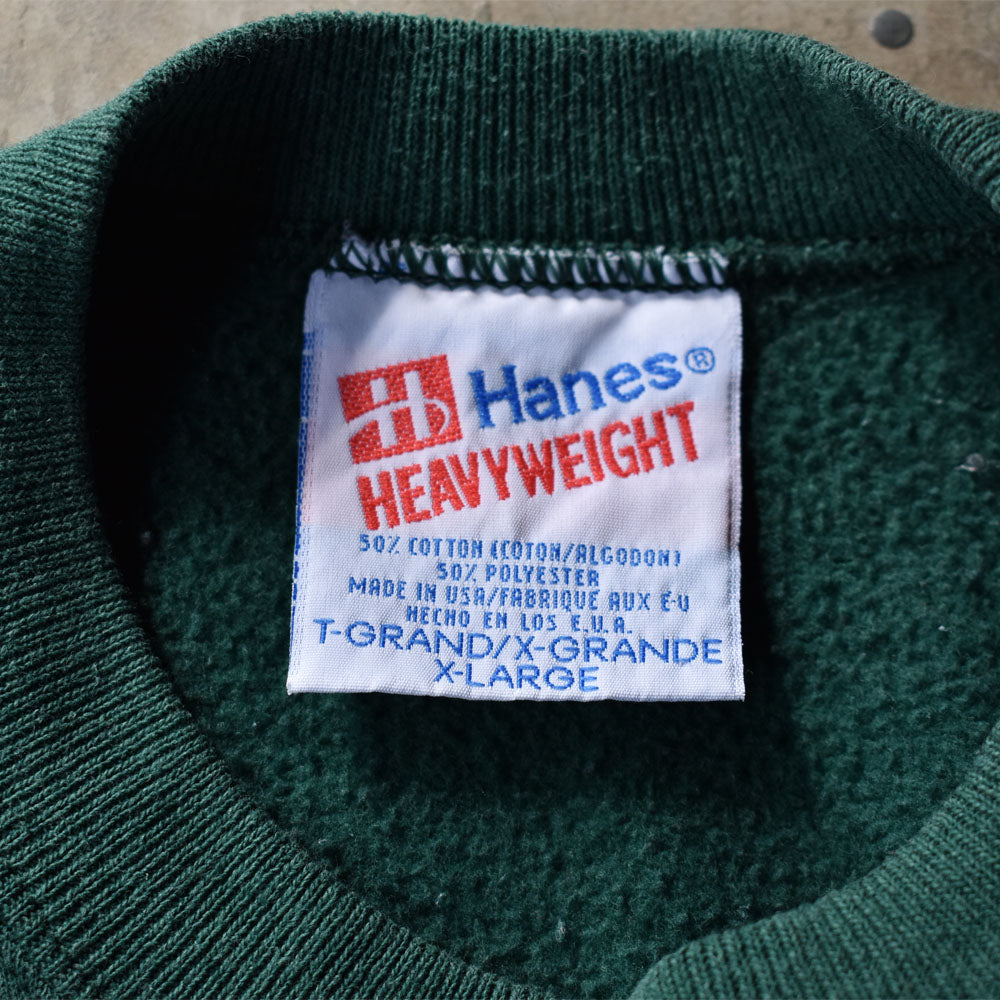 Hanes®
HEAVYWEIGHT
50% COTTON (COTON/ALGODON)
50% POLYESTER
MADE IN USA/FABRIQUE AUX É-U
HECHO EN LOS E.U.A.
T-GRAND/X-GRANDE
X-LARGE